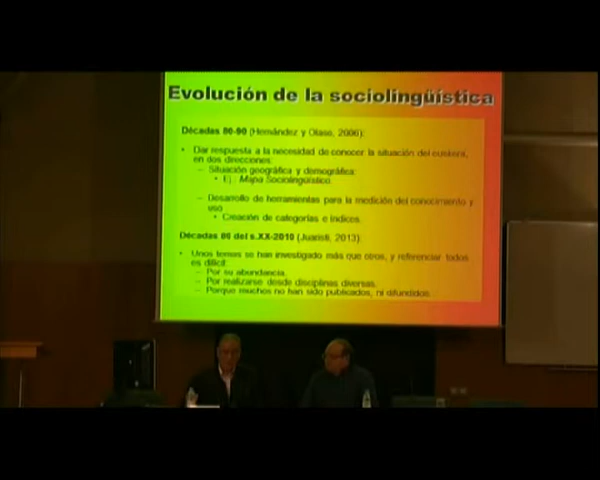 Evolución de la sociolingüística
Décadas 80-90 (Hernández y Olaso, 2006):
• Dar respuesta a la necesidad de conocer la situación del euskera,
en dos direcciones:
– Situación geográfica y demográfica:
• Ej.: Mapa Sociolingüístico.
– Desarrollo de herramientas para la medición del conocimiento y
uso
• Creación de categorías e índices.
Décadas 80 del s.XX-2010 (Juaristi, 2013):
• Unos temas se han investigado más que otros, y referenciar todos
es difícil:
– Por su abundancia.
– Por realizarse desde disciplinas diversas.
– Porque muchos no han sido publicados, ni difundidos.